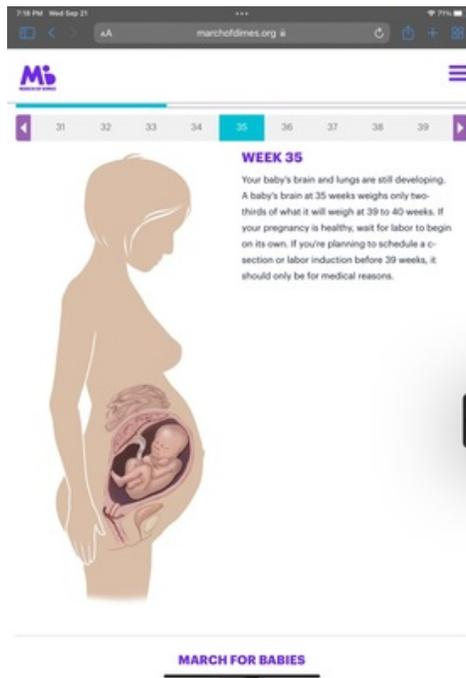 7:18 PM Wed Sep 21
71%
AA
marchofdimes.org
MARCH OF DIMES
31 32 33 34 35 36 37 38 39
WEEK 35
Your baby's brain and lungs are still developing.
A baby's brain at 35 weeks weighs only two-
thirds of what it will weigh at 39 to 40 weeks. If
your pregnancy is healthy, wait for labor to begin
on its own. If you're planning to schedule a c-
section or labor induction before 39 weeks, it
should only be for medical reasons.
MARCH FOR BABIES